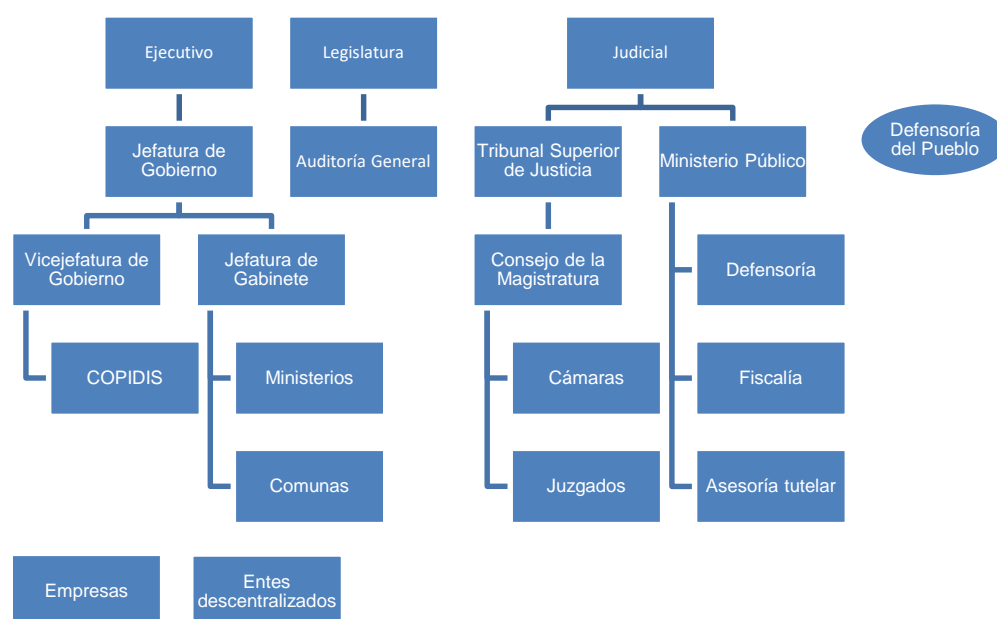 Ejecutivo
Legislatura
Judicial
Defensoría
del Pueblo
Jefatura de
Gobierno
Auditoría General
Tribunal Superior
de Justicia
Ministerio Público
Vicejefatura de
Gobierno
Jefatura de
Gabinete
Consejo de la
Magistratura
Defensoría
COPIDIS
Ministerios
Cámaras
Fiscalía
Comunas
Juzgados
Asesoría tutelar
Empresas
Entes
descentralizados